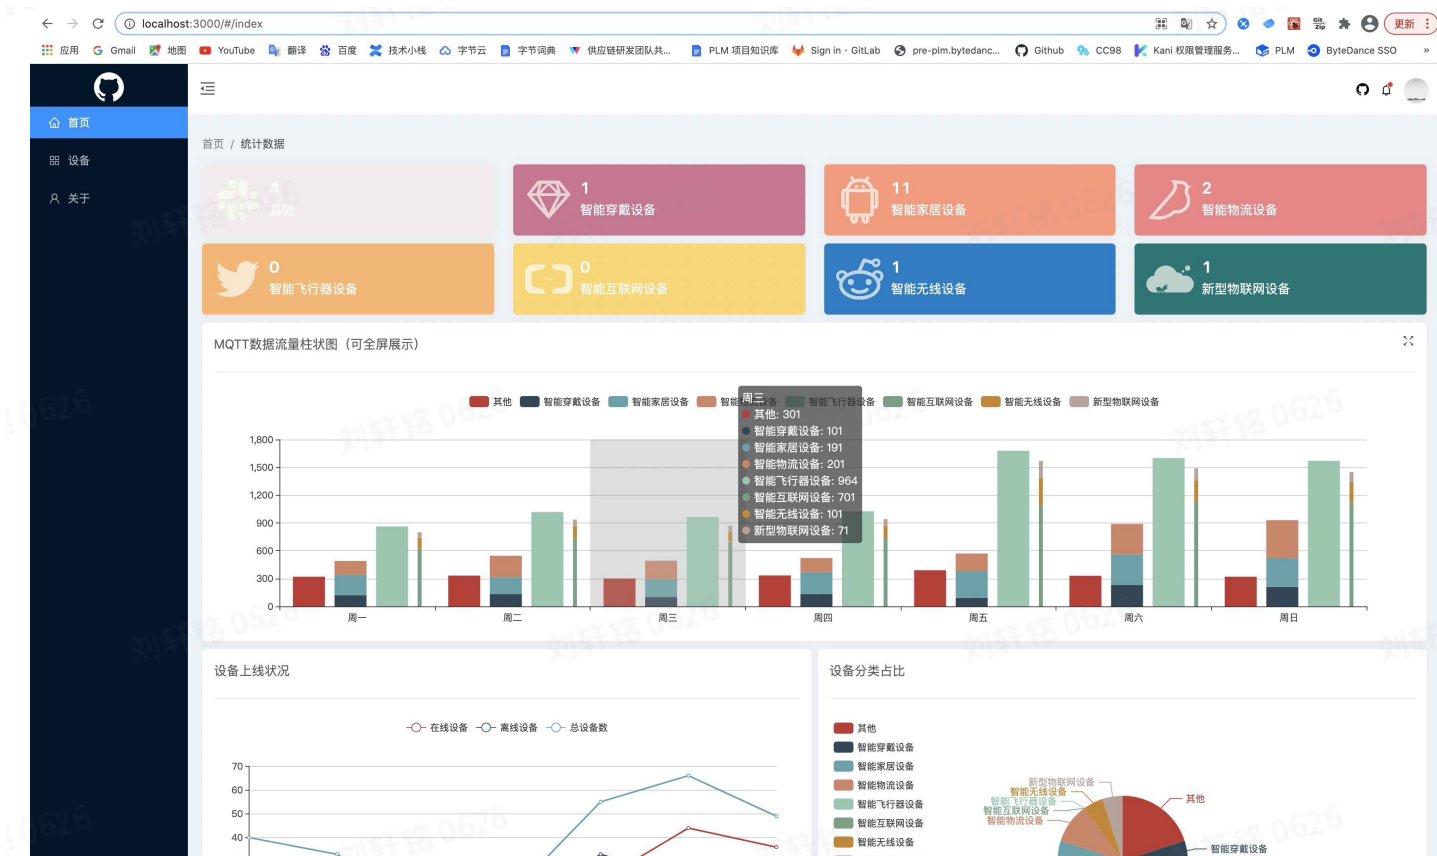 localhost:3000/#/index
更新
应用 Gmail 地图 YouTube 翻译 百度 技术小栈 字节云 字节词典 供应链研发团队共... PLM 项目知识库 Sign in · GitLab pre-plm.bytedanc... Github CC98 Kani 权限管理服务... PLM ByteDance SSO »
首页
设备
关于
首页 / 统计数据
4
其他
1
智能穿戴设备
11
智能家居设备
2
智能物流设备
0
智能飞行器设备
0
智能互联网设备
1
智能无线设备
1
新型物联网设备
MQTT数据流量柱状图（可全屏展示）
其他 智能穿戴设备 智能家居设备 智能物流设备 智能飞行器设备 智能互联网设备 智能无线设备 新型物联网设备
周三
其他: 301
智能穿戴设备: 101
智能家居设备: 191
智能物流设备: 201
智能飞行器设备: 964
智能互联网设备: 701
智能无线设备: 101
新型物联网设备: 71
1,800
1,500
1,200
900
600
300
0
周一 周二 周三 周四 周五 周六 周日
设备上线状况
在线设备 离线设备 总设备数
70
60
50
40
设备分类占比
其他
智能穿戴设备
智能家居设备
智能物流设备
智能飞行器设备
智能互联网设备
智能无线设备
新型物联网设备
智能无线设备
智能飞行器设备
智能互联网设备
智能物流设备
其他
智能穿戴设备
刘轩铭 0626